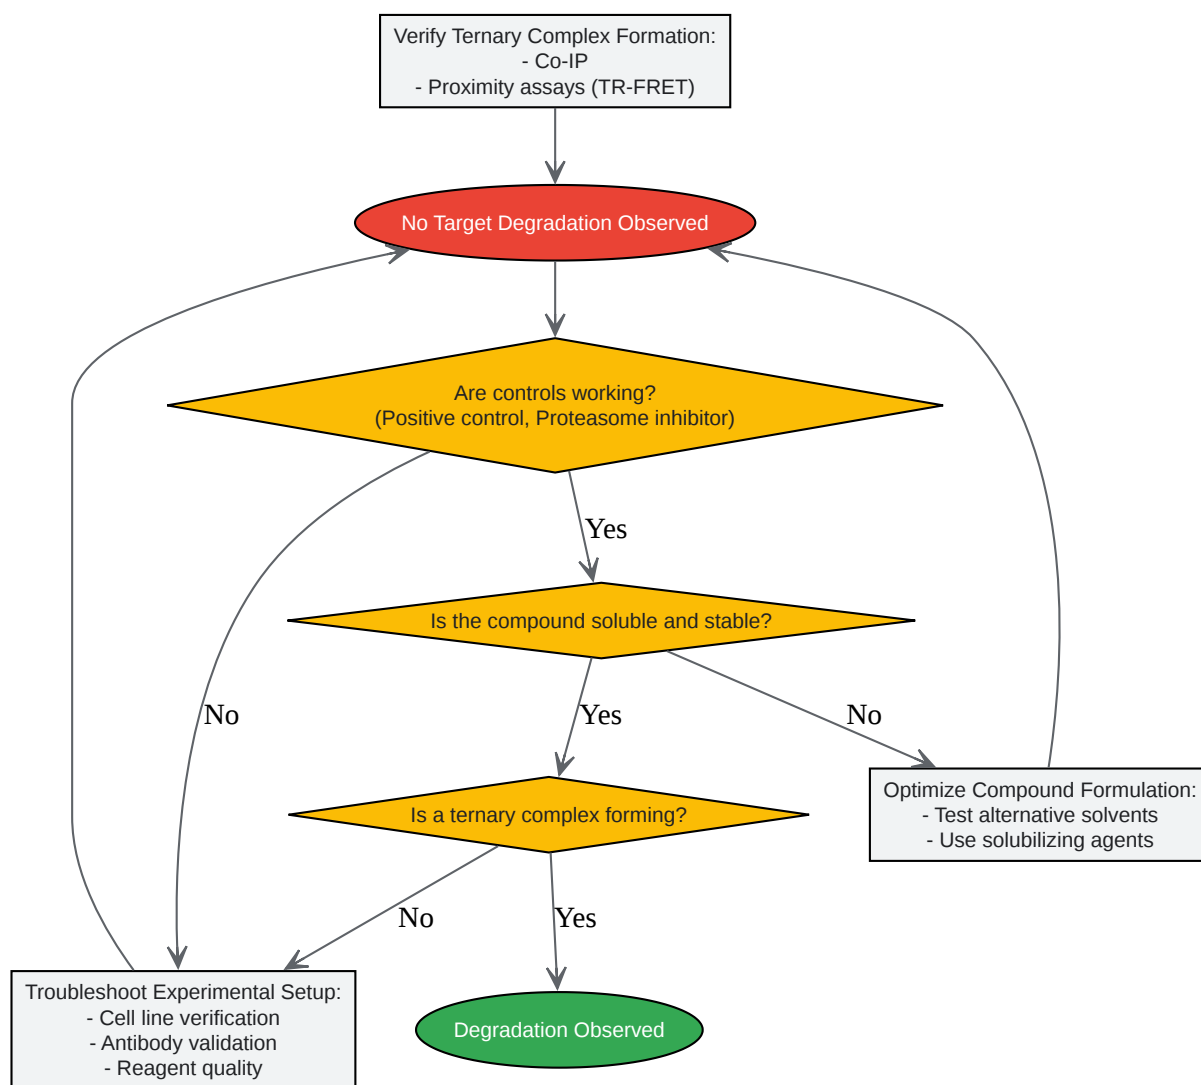 Verify Ternary Complex Formation:
- Co-IP
- Proximity assays (TR-FRET)
No Target Degradation Observed
Are controls working?
(Positive control, Proteasome inhibitor)
Yes
Is the compound soluble and stable?
No
Yes
No
Is a ternary complex forming?
Optimize Compound Formulation:
- Test alternative solvents
- Use solubilizing agents
No
Yes
Troubleshoot Experimental Setup:
- Cell line verification
- Antibody validation
- Reagent quality
Degradation Observed